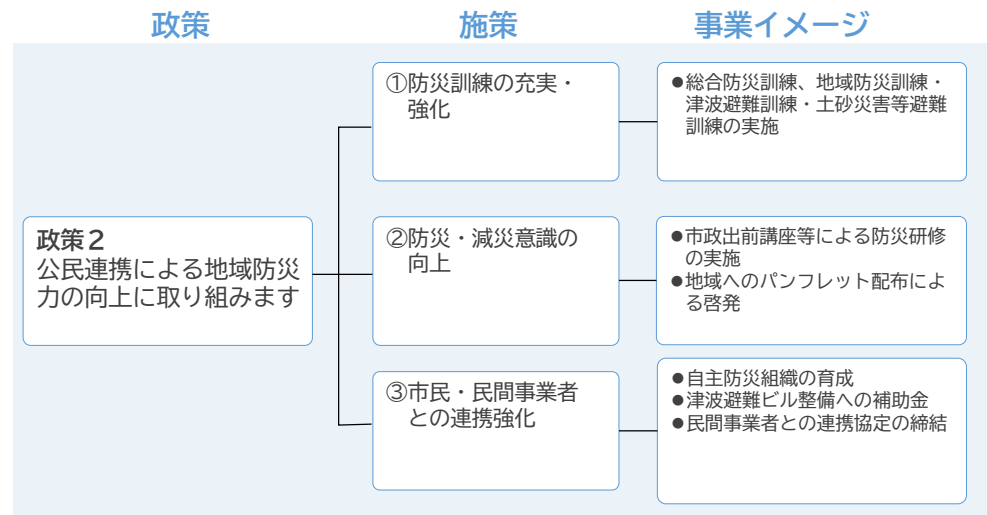 政策
施策
事業イメージ
政策2
公民連携による地域防災
力の向上に取り組みます
①防災訓練の充実・
強化
●総合防災訓練、地域防災訓練・
津波避難訓練・土砂災害等避難
訓練の実施
②防災・減災意識の
向上
●市政出前講座等による防災研修
の実施
●地域へのパンフレット配布によ
る啓発
③市民・民間事業者
との連携強化
●自主防災組織の育成
●津波避難ビル整備への補助金
●民間事業者との連携協定の締結